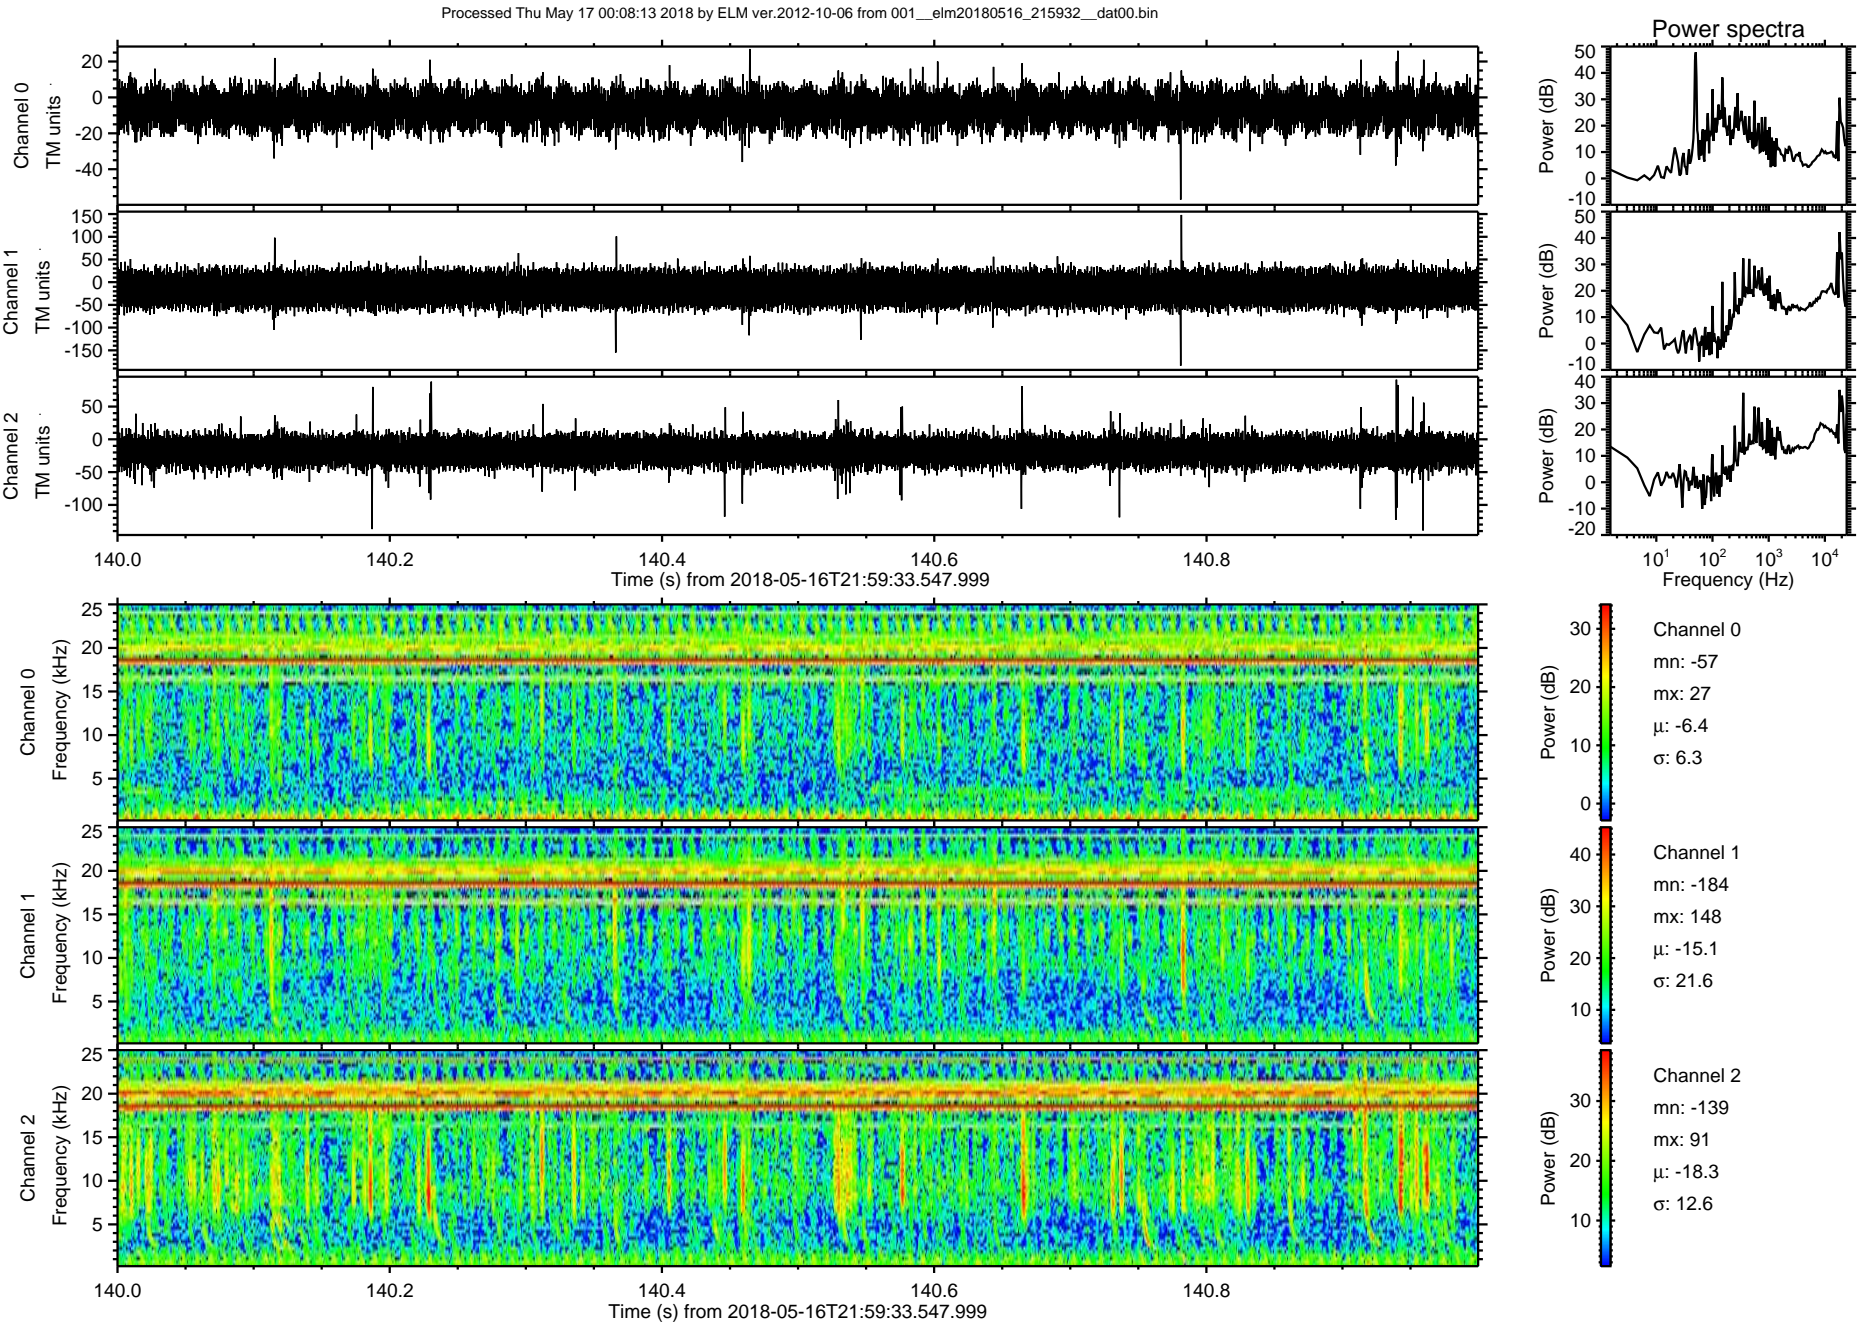 Processed Thu May 17 00:08:13 2018 by ELM ver.2012-10-06 from 001__elm20180516_215932__dat00.bin
Power spectra
Channel 0
TM units
20
0
-20
-40
Power (dB)
50
40
30
20
10
0
-10
Channel 1
TM units
150
100
50
0
-50
-100
-150
Power (dB)
50
40
30
20
10
0
-10
Channel 2
TM units
50
0
-50
-100
Power (dB)
40
30
20
10
0
-10
-20
140.0 140.2 140.4 140.6 140.8
Time (s) from 2018-05-16T21:59:33.547.999
10^1 10^2 10^3 10^4
Frequency (Hz)
Channel 0
Frequency (kHz)
25
20
15
10
5
Power (dB)
30
20
10
0
Channel 0
mn: -57
mx: 27
μ: -6.4
σ: 6.3
Channel 1
Frequency (kHz)
25
20
15
10
5
Power (dB)
40
30
20
10
Channel 1
mn: -184
mx: 148
μ: -15.1
σ: 21.6
Channel 2
Frequency (kHz)
25
20
15
10
5
Power (dB)
30
20
10
Channel 2
mn: -139
mx: 91
μ: -18.3
σ: 12.6
140.0 140.2 140.4 140.6 140.8
Time (s) from 2018-05-16T21:59:33.547.999